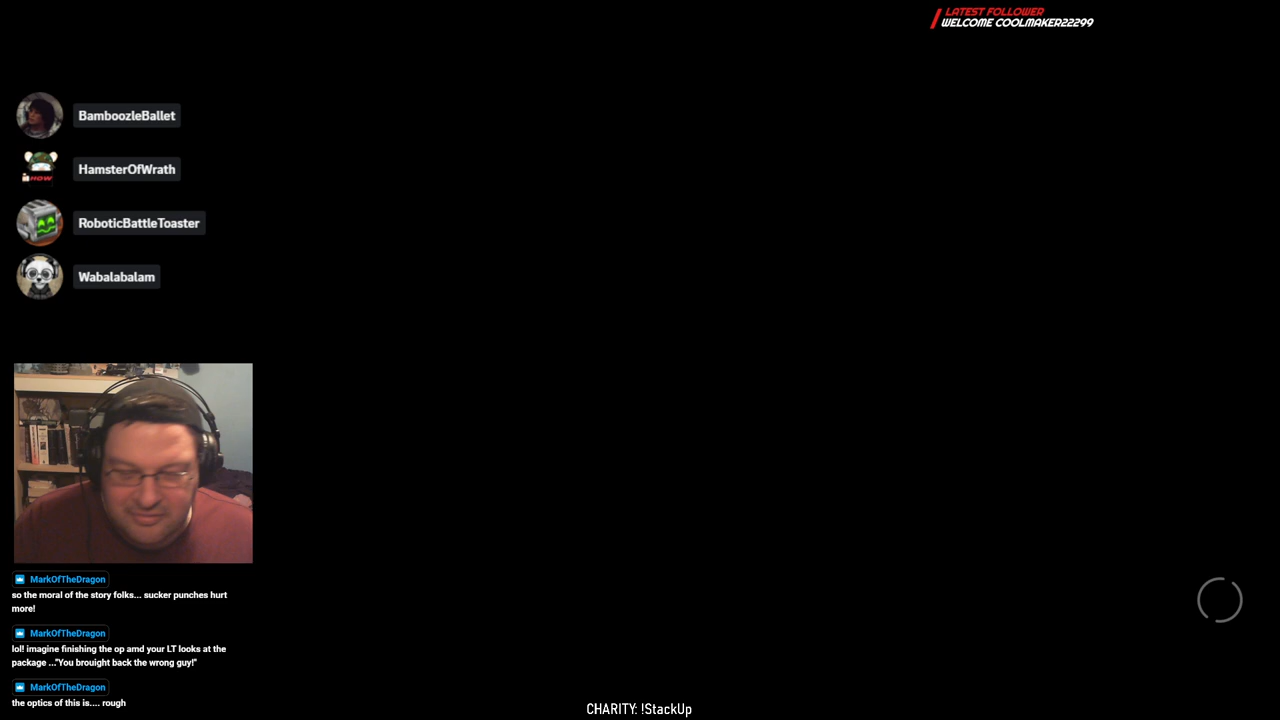 LATEST FOLLOWER
WELCOME COOLMAKER22299
BamboozleBallet
HamsterOfWrath
HOW
RoboticBattleToaster
Wabalabalam
MarkOfTheDragon
so the moral of the story folks... sucker punches hurt
more!
MarkOfTheDragon
lol! imagine finishing the op amd your LT looks at the
package ..."You brouight back the wrong guy!"
MarkOfTheDragon
the optics of this is.... rough
CHARITY: !StackUp